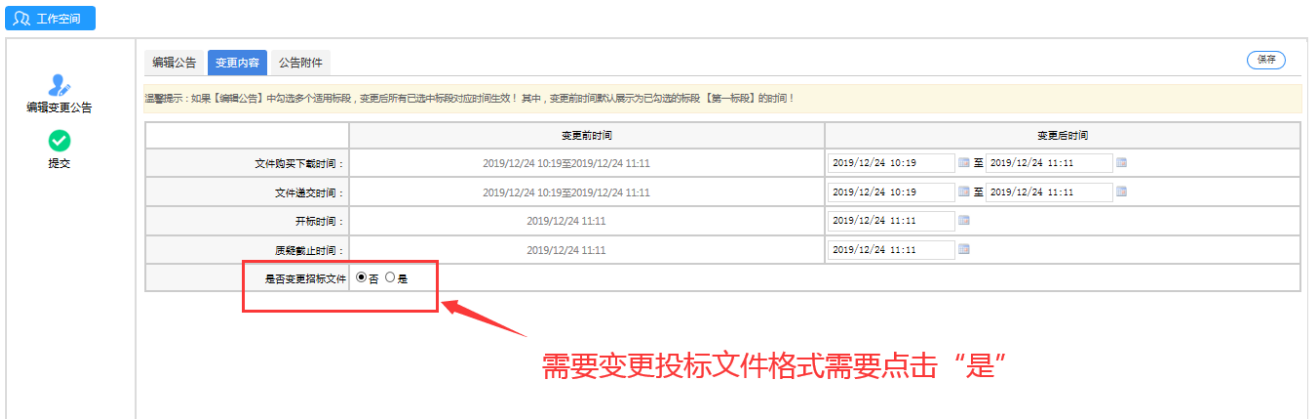 工作空间
编辑公告 变更内容 公告附件 保存
编辑变更公告
提交
温馨提示：如果【编辑公告】中勾选多个适用标段，变更后所有已选中标段对应时间生效！其中，变更前时间默认展示为已勾选的标段 【第一标段】的时间！
变更前时间 变更后时间
文件购买下载时间： 2019/12/24 10:19至2019/12/24 11:11 2019/12/24 10:19 至 2019/12/24 11:11
文件递交时间： 2019/12/24 10:19至2019/12/24 11:11 2019/12/24 10:19 至 2019/12/24 11:11
开标时间： 2019/12/24 11:11 2019/12/24 11:11
质疑截止时间： 2019/12/24 11:11 2019/12/24 11:11
是否变更招标文件 否 是
需要变更投标文件格式需要点击“是”